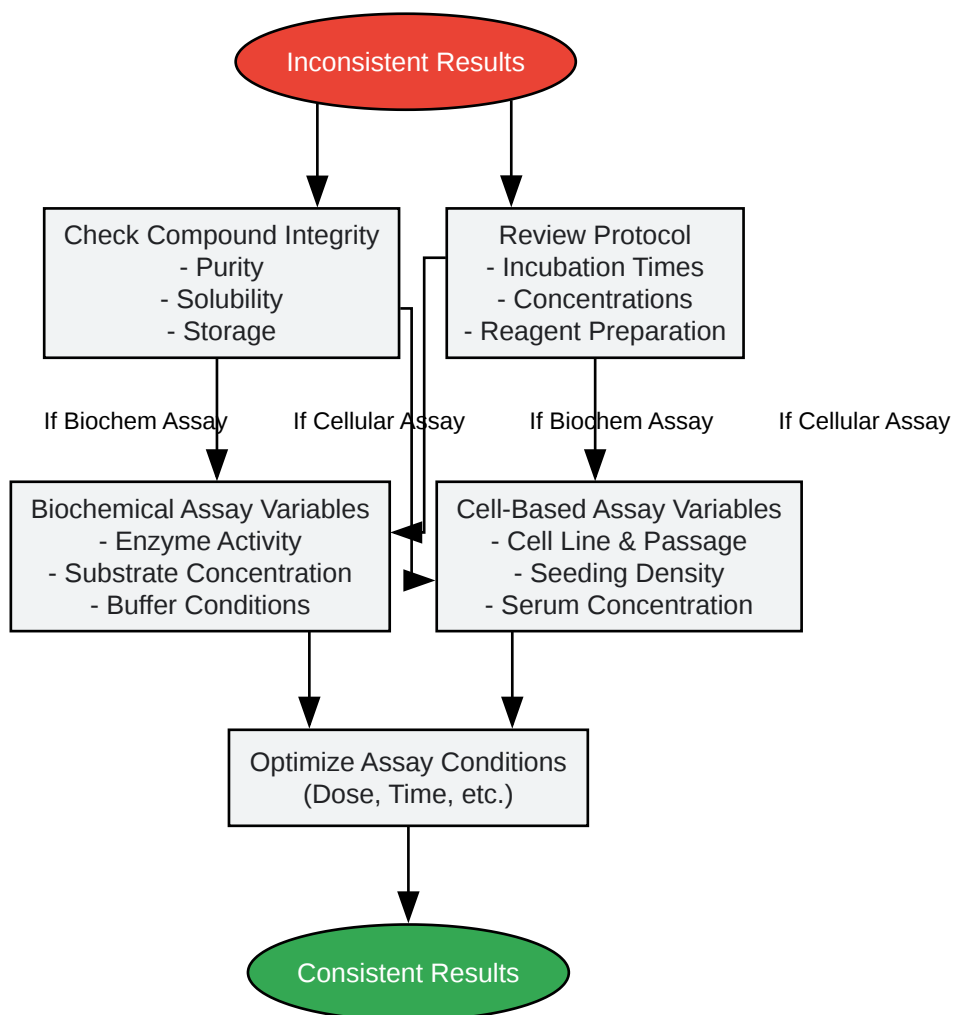 Inconsistent Results
Check Compound Integrity
- Purity
- Solubility
- Storage
Review Protocol
- Incubation Times
- Concentrations
- Reagent Preparation
If Biochem Assay
If Cellular Assay
If Biochem Assay
If Cellular Assay
Biochemical Assay Variables
- Enzyme Activity
- Substrate Concentration
- Buffer Conditions
Cell-Based Assay Variables
- Cell Line & Passage
- Seeding Density
- Serum Concentration
Optimize Assay Conditions
(Dose, Time, etc.)
Consistent Results